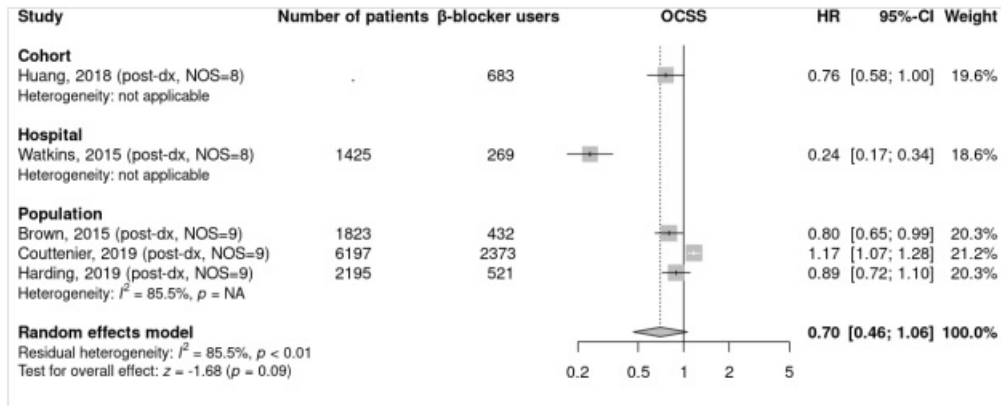 Study Number of patients β-blocker users OCSS HR 95%-CI Weight
Cohort
Huang, 2018 (post-dx, NOS=8) . 683 0.76 [0.58; 1.00] 19.6%
Heterogeneity: not applicable
Hospital
Watkins, 2015 (post-dx, NOS=8) 1425 269 0.24 [0.17; 0.34] 18.6%
Heterogeneity: not applicable
Population
Brown, 2015 (post-dx, NOS=9) 1823 432 0.80 [0.65; 0.99] 20.3%
Couttenier, 2019 (post-dx, NOS=9) 6197 2373 1.17 [1.07; 1.28] 21.2%
Harding, 2019 (post-dx, NOS=9) 2195 521 0.89 [0.72; 1.10] 20.3%
Heterogeneity: I² = 85.5%, p = NA
Random effects model 0.70 [0.46; 1.06] 100.0%
Residual heterogeneity: I² = 85.5%, p < 0.01
Test for overall effect: z = -1.68 (p = 0.09)
0.2 0.5 1 2 5